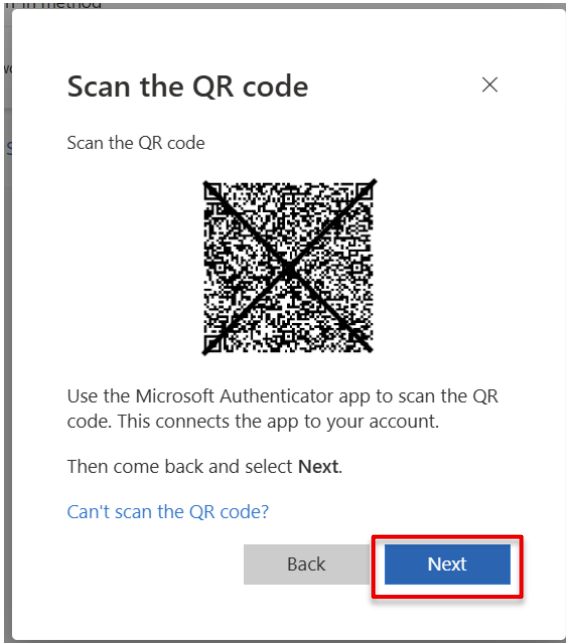 in method
Scan the QR code
Scan the QR code
Use the Microsoft Authenticator app to scan the QR
code. This connects the app to your account.
Then come back and select Next.
Can't scan the QR code?
Back Next